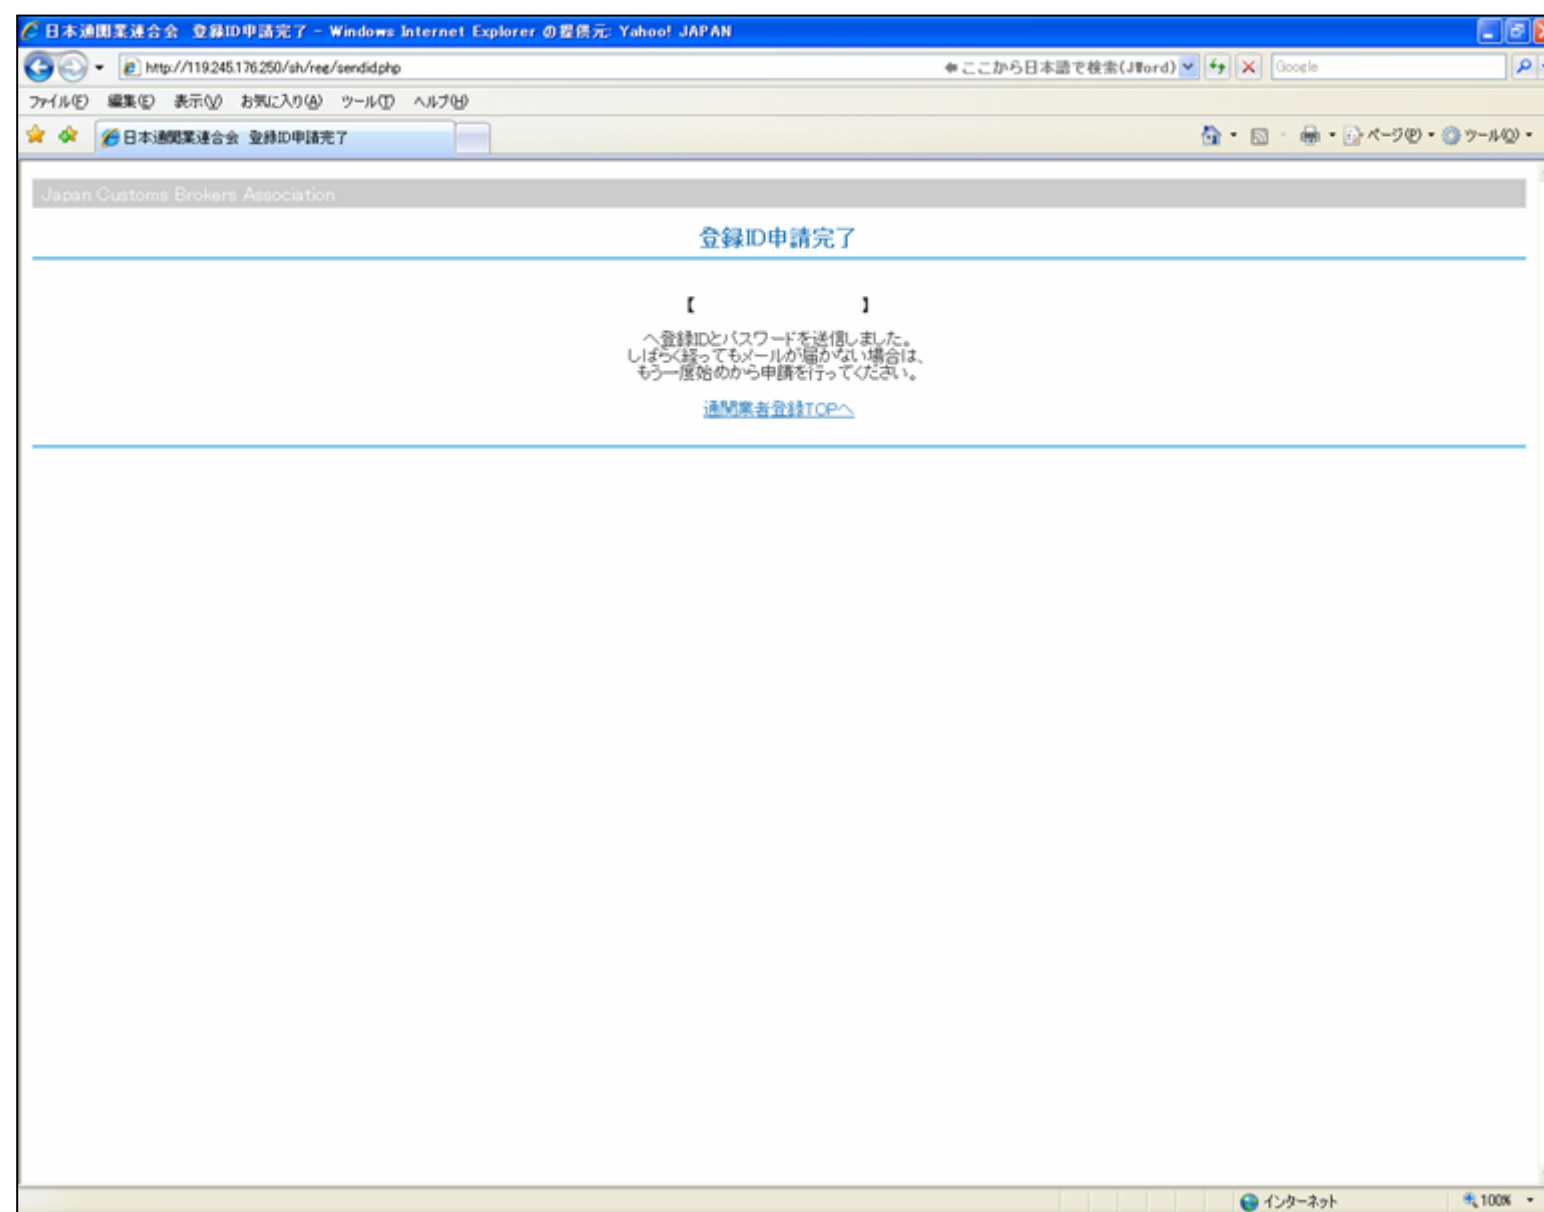 日本通関業連合会 登録ID申請完了 - Windows Internet Explorer の提供元: Yahoo! JAPAN
http://119.245.176.250/sh/reg/sendid.php ここから日本語で検索(JWord) Google
ファイル(F) 編集(E) 表示(V) お気に入り(A) ツール(T) ヘルプ(H)
日本通関業連合会 登録ID申請完了 ページ(P) ツール(O)
Japan Customs Brokers Association
登録ID申請完了
【 】
へ登録IDとパスワードを送信しました。
しばらく経ってもメールが届かない場合は、
もう一度始めから申請を行ってください。
通関業者登録TOPへ
インターネット 100%